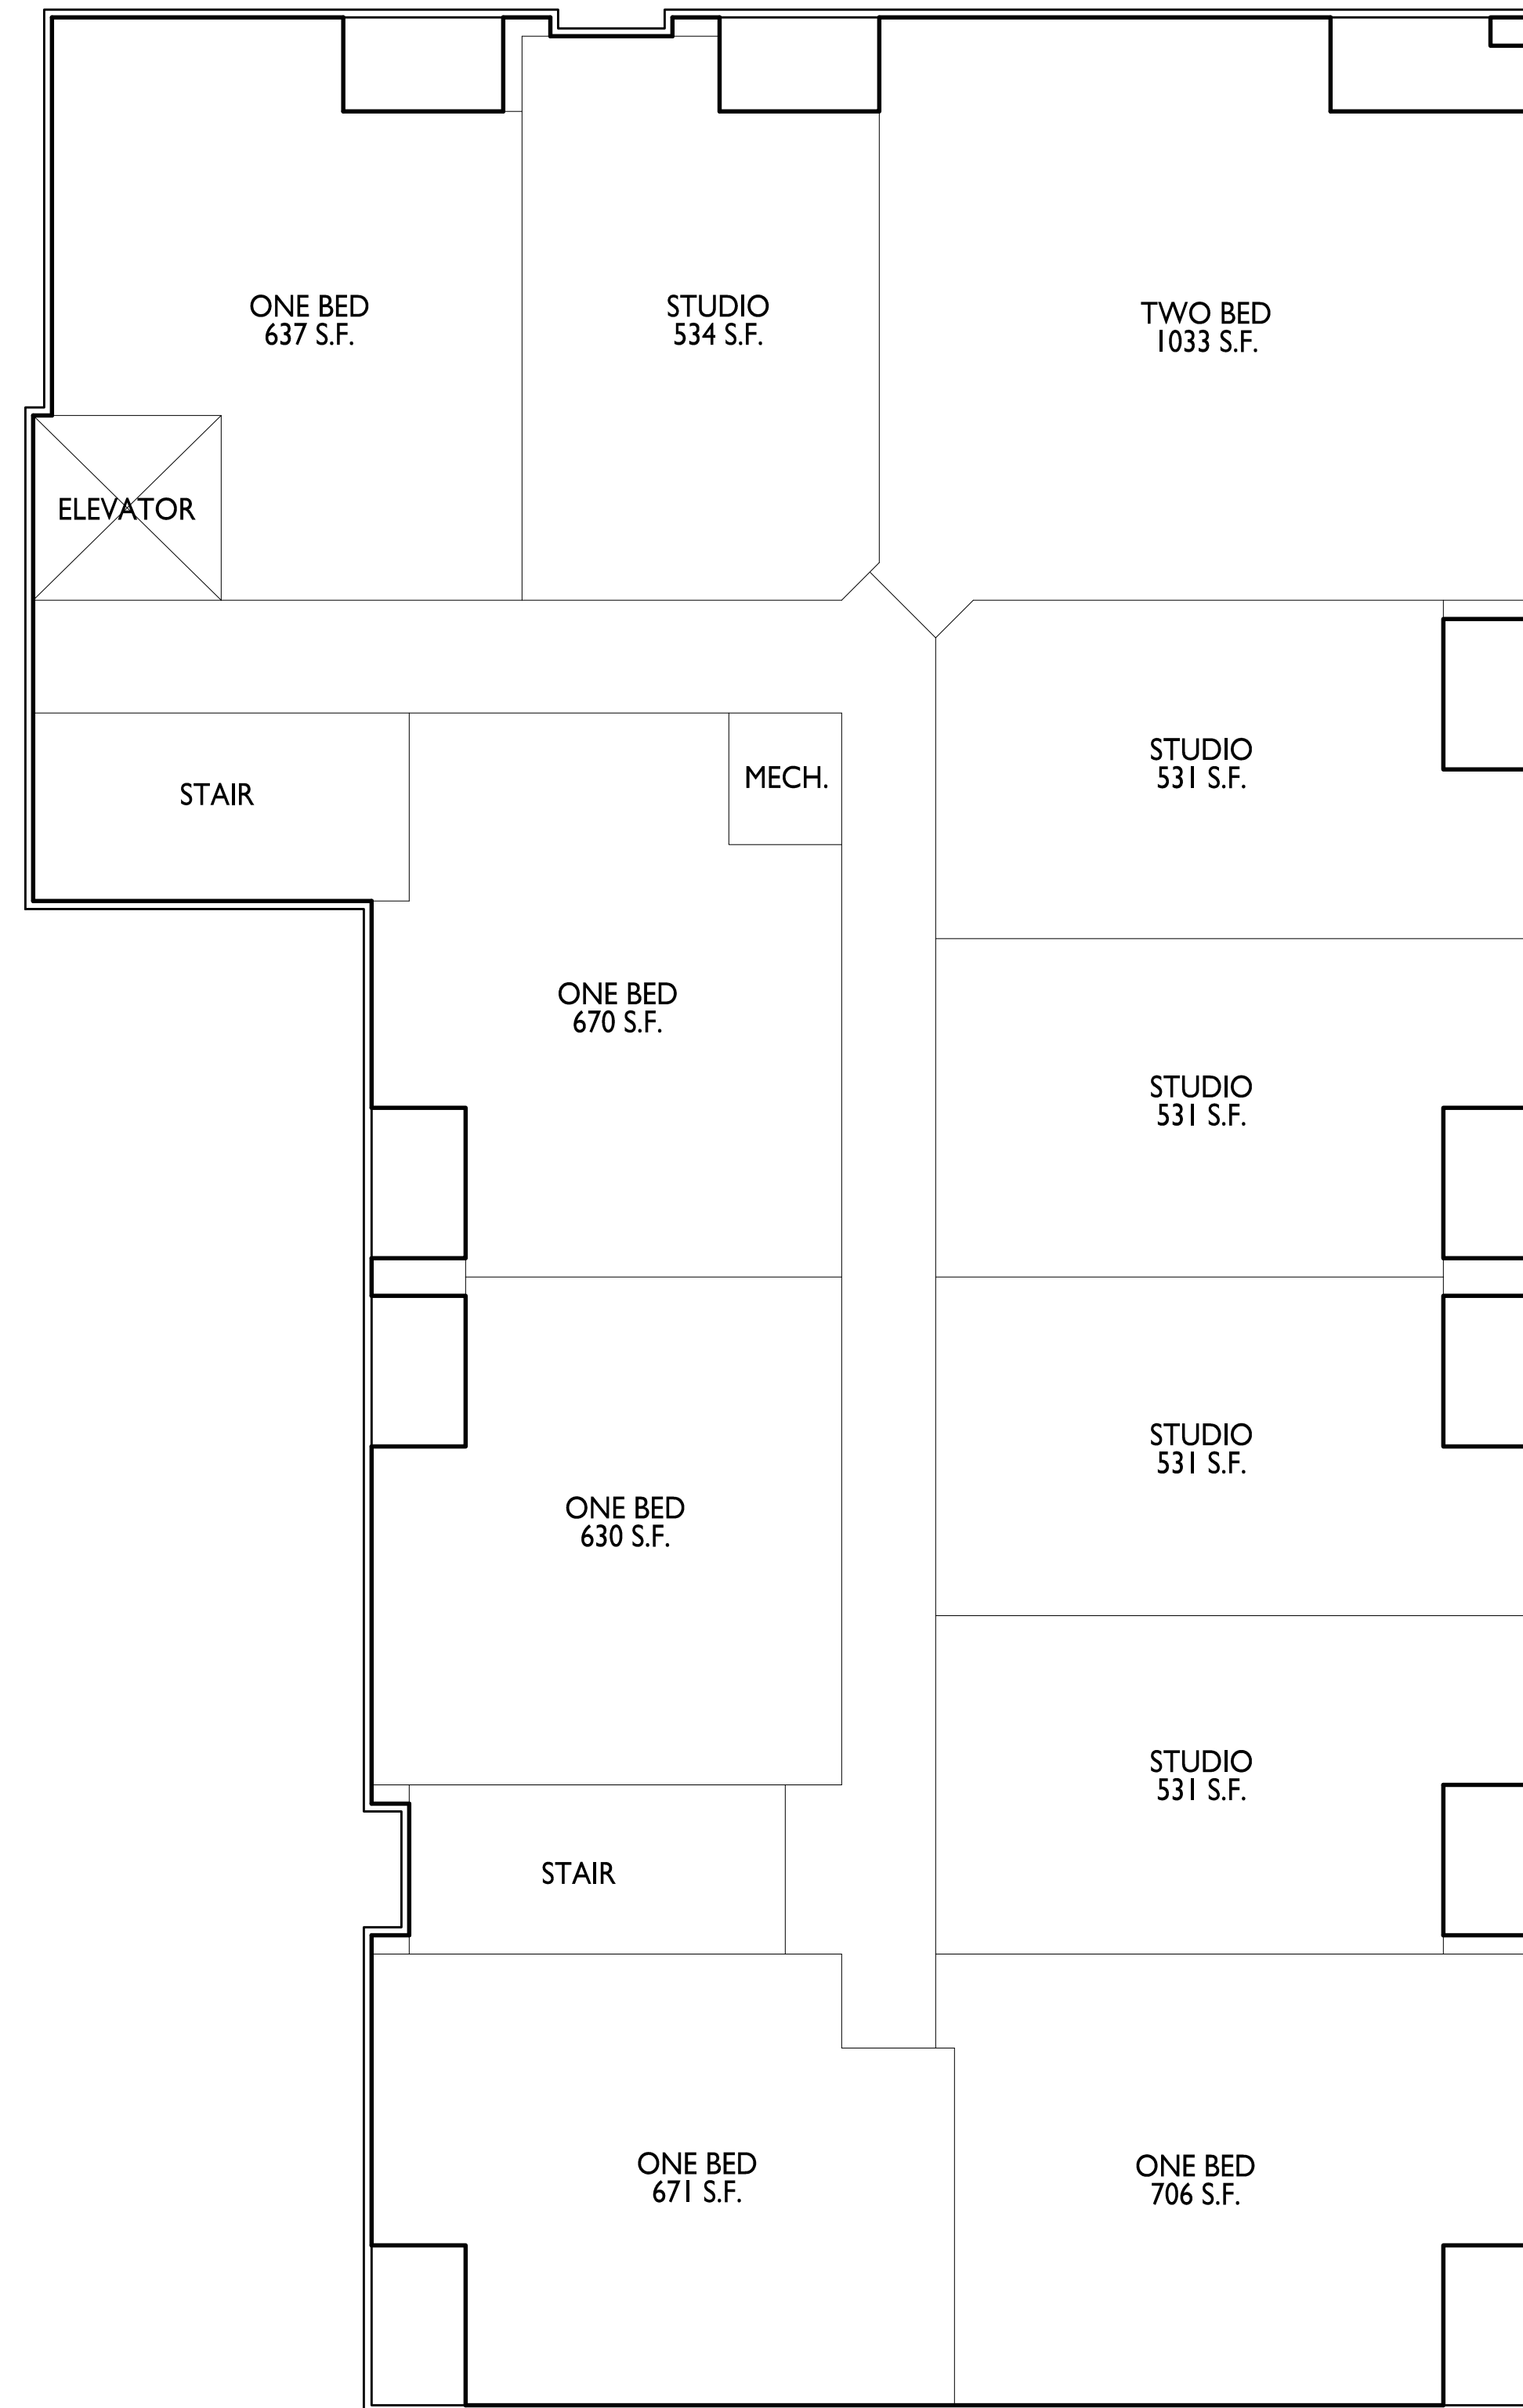 ONE BED
637 S.F.
STUDIO
534 S.F.
TWO BED
1033 S.F.
ELEVATOR
STUDIO
531 S.F.
MECH.
STAIR
ONE BED
670 S.F.
STUDIO
531 S.F.
STUDIO
531 S.F.
ONE BED
630 S.F.
STUDIO
531 S.F.
STAIR
ONE BED
671 S.F.
ONE BED
706 S.F.